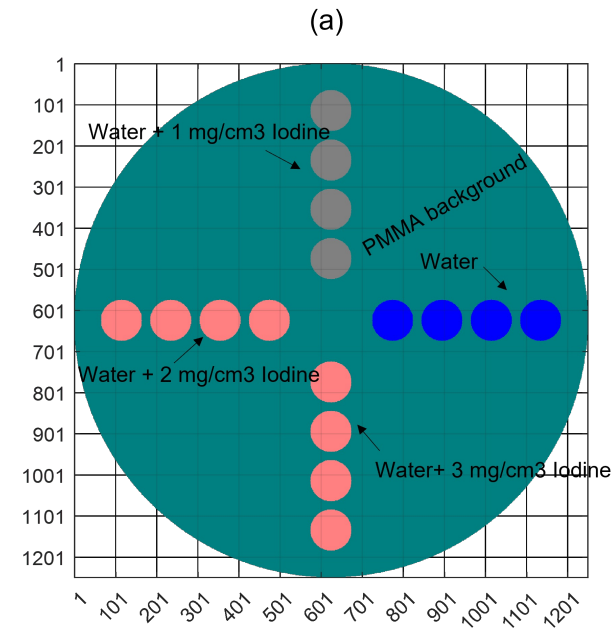 (a)
1
101
Water + 1 mg/cm3 Iodine
201
301
PMMA background
401
Water
501
601
701
Water + 2 mg/cm3 Iodine
801
901
Water+ 3 mg/cm3 Iodine
1001
1101
1201
1 101 201 301 401 501 601 701 801 901 1001 1101 1201